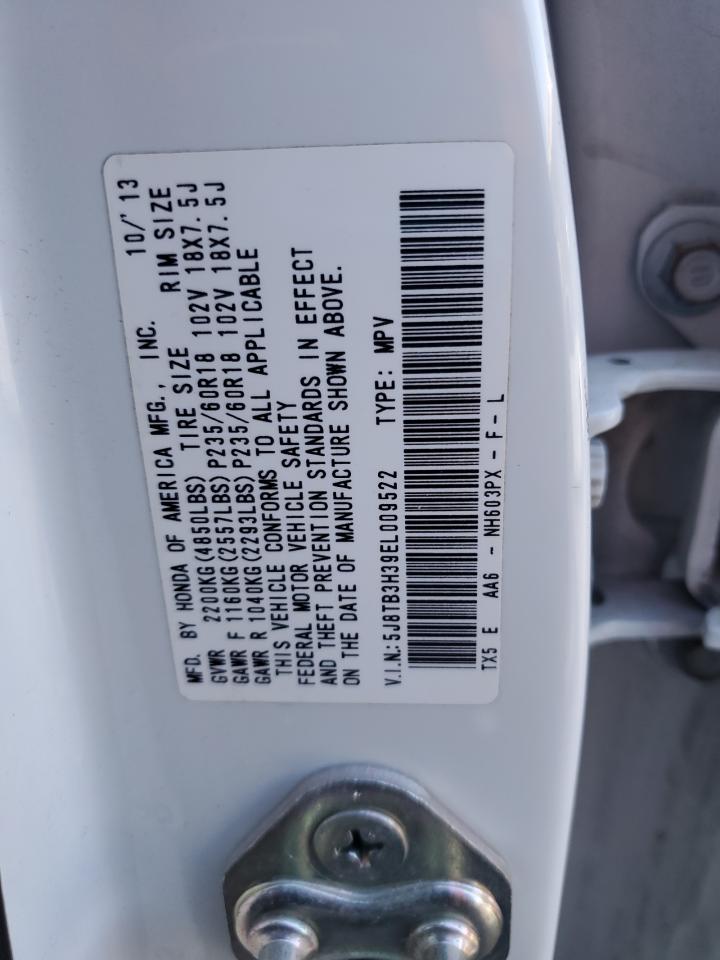 MFD. BY HONDA OF AMERICA MFG., INC. 10/'13
GVWR 2200KG(4850LBS) TIRE SIZE RIM SIZE
GAWR F 1160KG(2557LBS) P235/60R18 102V 18X7.5J
GAWR R 1040KG(2293LBS) P235/60R18 102V 18X7.5J
THIS VEHICLE CONFORMS TO ALL APPLICABLE
FEDERAL MOTOR VEHICLE SAFETY
AND THEFT PREVENTION STANDARDS IN EFFECT
ON THE DATE OF MANUFACTURE SHOWN ABOVE.
V.I.N.:5J8TB3H39EL009522 TYPE: MPV
TX5 E AA6 - NH603PX - F - L